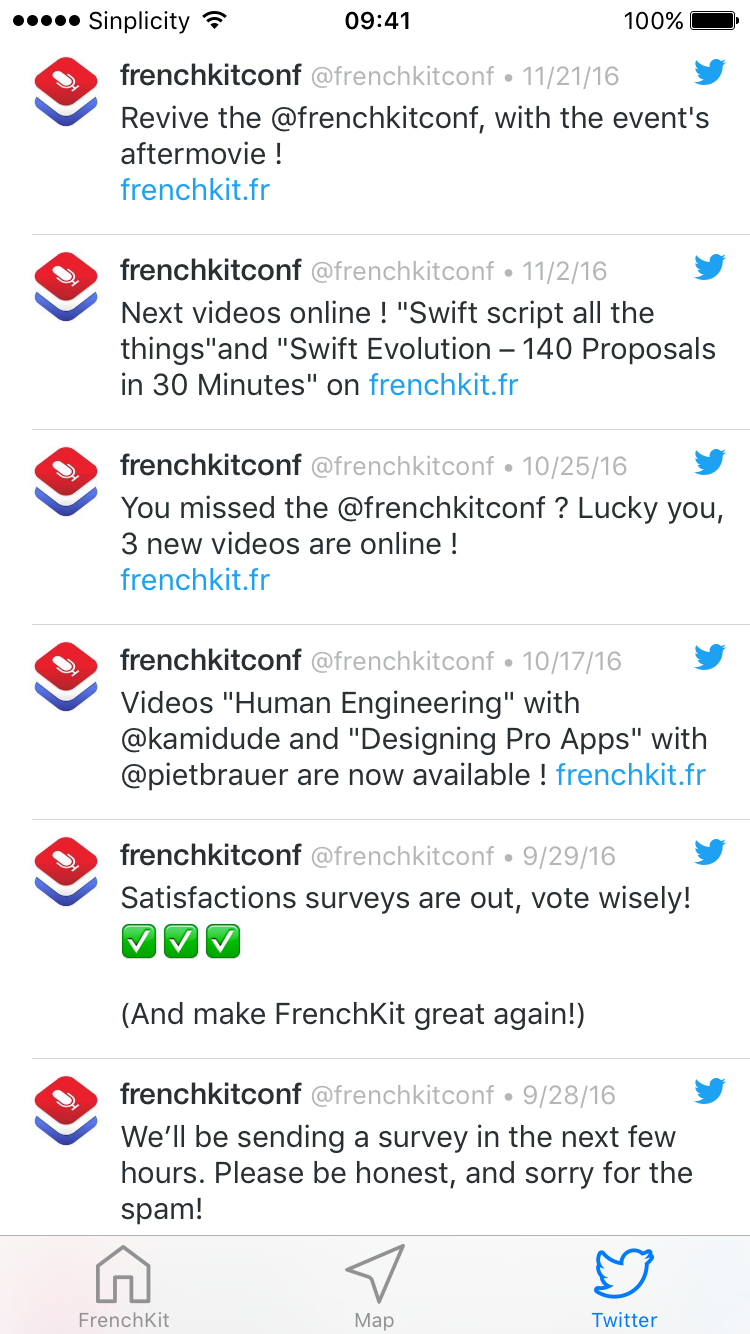 Sinplicity 09:41 100%
frenchkitconf @frenchkitconf • 11/21/16
Revive the @frenchkitconf, with the event's
aftermovie !
frenchkit.fr
frenchkitconf @frenchkitconf • 11/2/16
Next videos online ! "Swift script all the
things"and "Swift Evolution – 140 Proposals
in 30 Minutes" on frenchkit.fr
frenchkitconf @frenchkitconf • 10/25/16
You missed the @frenchkitconf ? Lucky you,
3 new videos are online !
frenchkit.fr
frenchkitconf @frenchkitconf • 10/17/16
Videos "Human Engineering" with
@kamidude and "Designing Pro Apps" with
@pietbrauer are now available ! frenchkit.fr
frenchkitconf @frenchkitconf • 9/29/16
Satisfactions surveys are out, vote wisely!
✅✅✅
(And make FrenchKit great again!)
frenchkitconf @frenchkitconf • 9/28/16
We’ll be sending a survey in the next few
hours. Please be honest, and sorry for the
spam!
FrenchKit Map Twitter